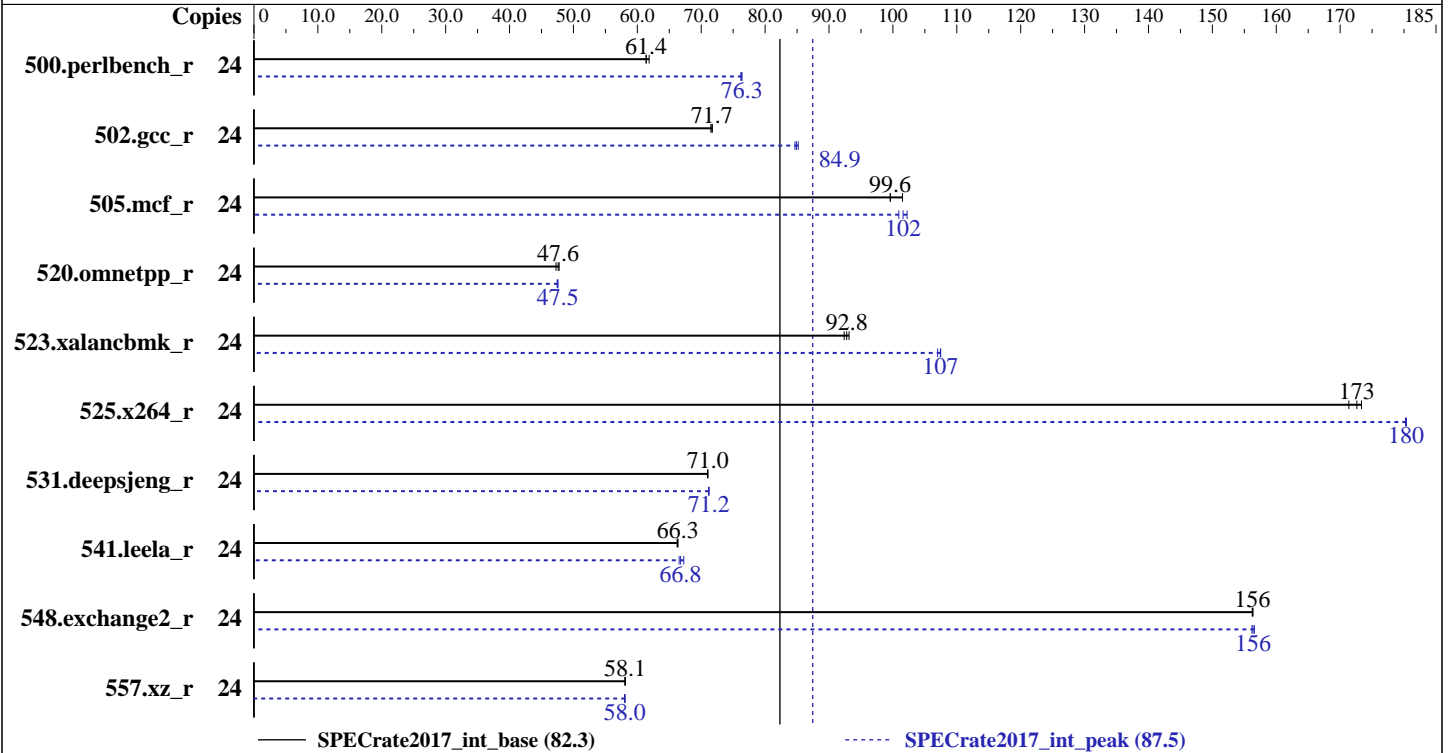 Copies 0 10.0 20.0 30.0 40.0 50.0 60.0 70.0 80.0 90.0 100 110 120 130 140 150 160 170 185
61.4
500.perlbench_r 24
76.3
71.7
502.gcc_r 24
84.9
99.6
505.mcf_r 24
102
47.6
520.omnetpp_r 24
47.5
92.8
523.xalancbmk_r 24
107
173
525.x264_r 24
180
71.0
531.deepsjeng_r 24
71.2
66.3
541.leela_r 24
66.8
156
548.exchange2_r 24
156
58.1
557.xz_r 24
58.0
SPECrate2017_int_base (82.3) SPECrate2017_int_peak (87.5)